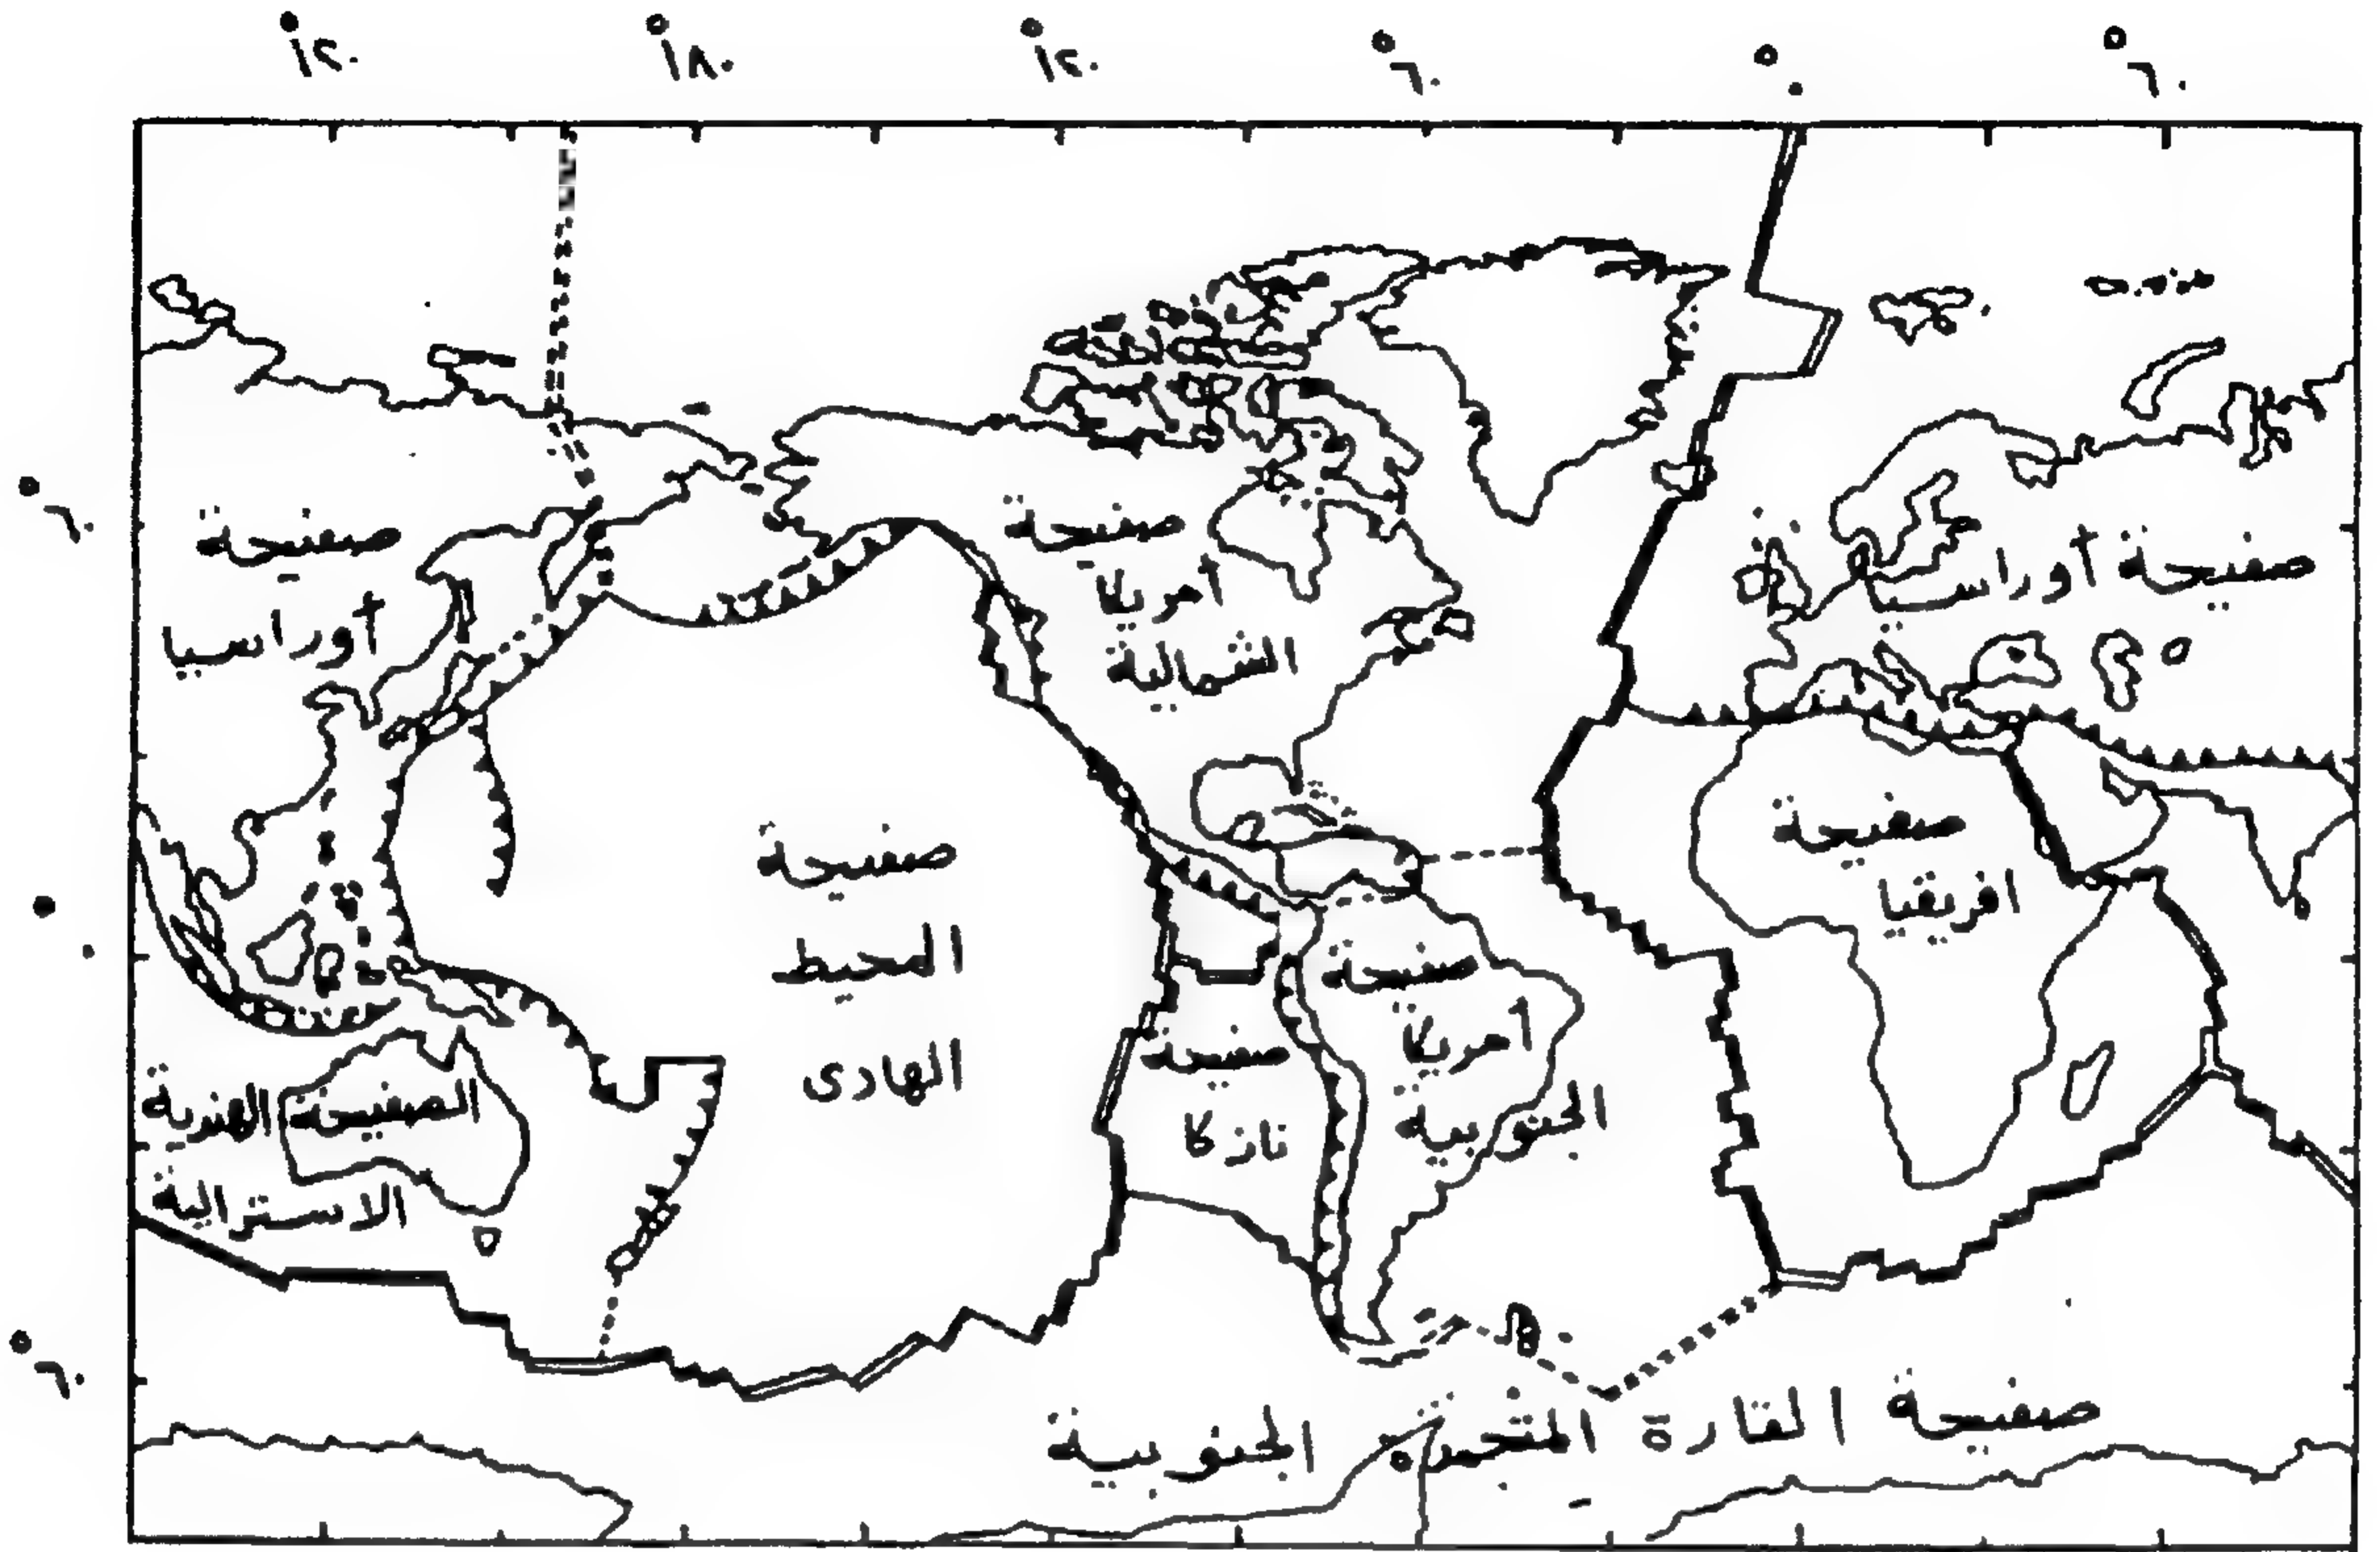 °١٢٠ °١٨٠ °١٢٠ °٦٠ °٠ °٦٠
°٦٠
°٠
°٦٠
صفيحة
أوراسيا
صفيحة
أمريكا
الشمالية
صفيحة أوراسيا
صفيحة
المحيط
الهادى
صفيحة
افريقيا
صفيحة
أمريكا
الجنوبية
صفيحة
نازكا
الصفيحة الهندية
الاسترالية
صفيحة القارة المتجمدة الجنوبية